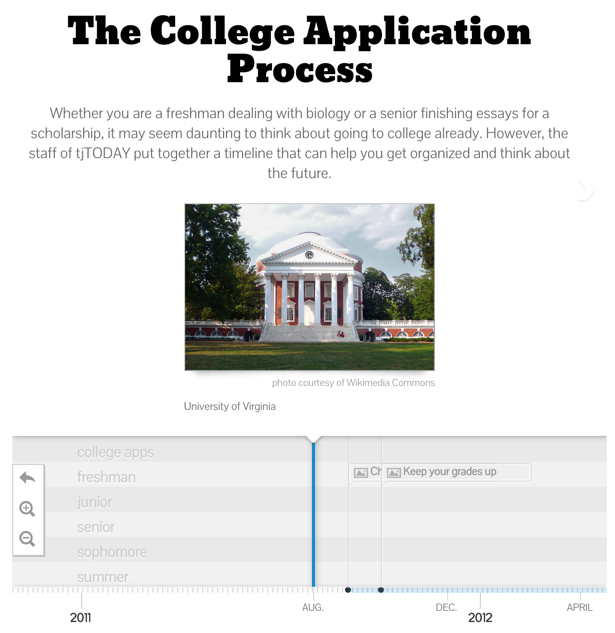 The College Application
Process
Whether you are a freshman dealing with biology or a senior finishing essays for a
scholarship, it may seem daunting to think about going to college already. However, the
staff of tjTODAY put together a timeline that can help you get organized and think about
the future.
photo courtesy of Wikimedia Commons
University of Virginia
college apps
freshman
Ch
Keep your grades up
junior
senior
sophomore
summer
AUG.
DEC.
APRIL
2011
2012